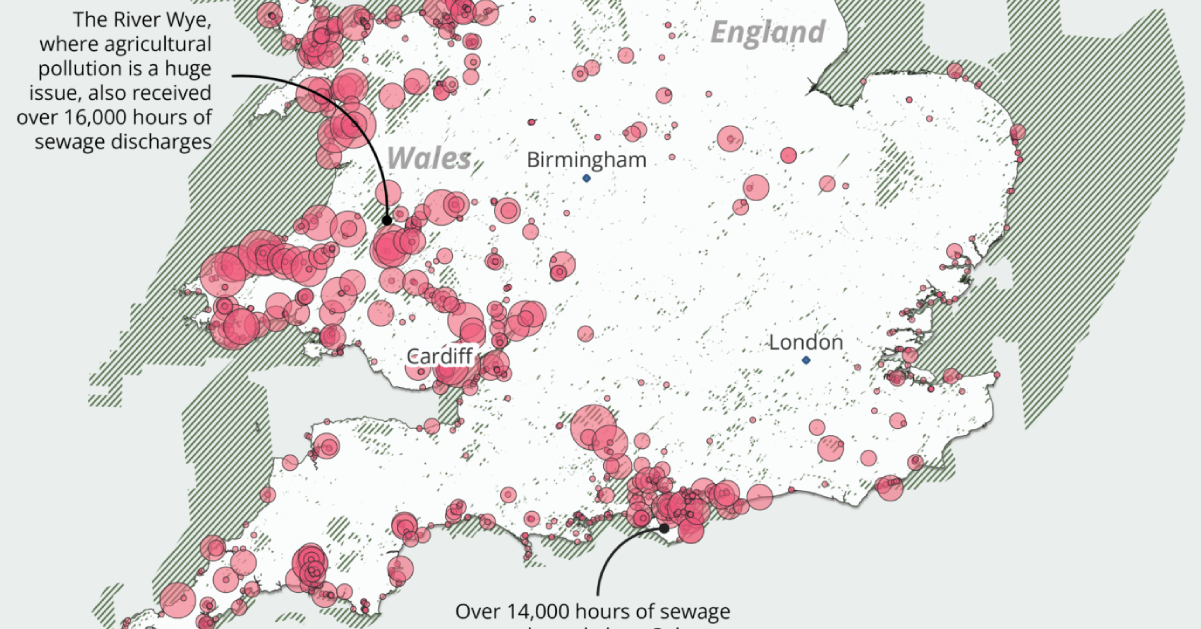 The River Wye,
where agricultural
pollution is a huge
issue, also received
over 16,000 hours of
sewage discharges
England
Wales
Birmingham
London
Cardiff
Over 14,000 hours of sewage